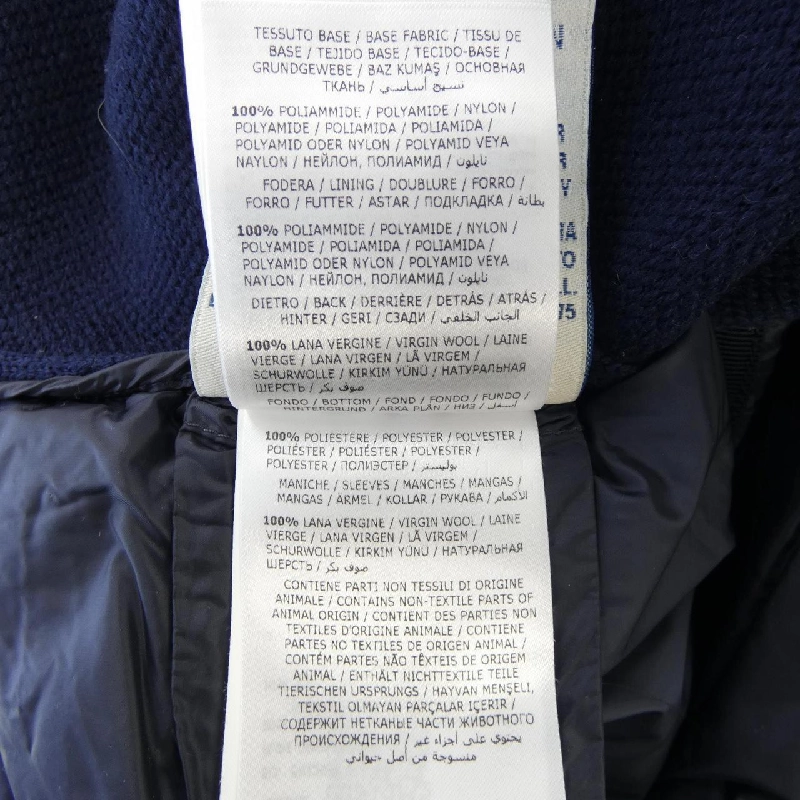 TESSUTO BASE / BASE FABRIC / TISSU DE
BASE / TEJIDO BASE / TECIDO-BASE /
GRUNDGEWEBE / BAZ KUMAŞ / ОСНОВНАЯ
ТКАНЬ / نسيج أساسي
100% POLIAMMIDE / POLYAMIDE / NYLON /
POLYAMIDE / POLIAMIDA / POLIAMIDA /
POLYAMID ODER NYLON / POLYAMID VEYA
NAYLON / НЕЙЛОН, ПОЛИАМИД / نايلون
FODERA / LINING / DOUBLURE / FORRO /
FORRO / FUTTER / ASTAR / ПОДКЛАДКА / بطانة
100% POLIAMMIDE / POLYAMIDE / NYLON /
POLYAMIDE / POLIAMIDA / POLIAMIDA /
POLYAMID ODER NYLON / POLYAMID VEYA
NAYLON / НЕЙЛОН, ПОЛИАМИД / نايلون
DIETRO / BACK / DERRIÈRE / DETRÁS / ATRÁS /
HINTER / GERI / СЗАДИ / الجانب الخلفي
100% LANA VERGINE / VIRGIN WOOL / LAINE
VIERGE / LANA VIRGEN / LÃ VIRGEM /
SCHURWOLLE / KIRKIM YÜNÜ / НАТУРАЛЬНАЯ
ШЕРСТЬ / صوف بكر
FONDO / BOTTOM / FOND / FONDO / FUNDO /
HINTERGRUND / ARKA PLAN / НИЗ / أسفل
100% POLIESTERE / POLYESTER / POLYESTER /
POLIÉSTER / POLIÉSTER / POLYESTER /
POLYESTER / ПОЛИЭСТЕР / بوليستر
MANICHE / SLEEVES / MANCHES / MANGAS /
MANGAS / ÄRMEL / KOLLAR / РУКАВА / الأكمام
100% LANA VERGINE / VIRGIN WOOL / LAINE
VIERGE / LANA VIRGEN / LÃ VIRGEM /
SCHURWOLLE / KIRKIM YÜNÜ / НАТУРАЛЬНАЯ
ШЕРСТЬ / صوف بكر
CONTIENE PARTI NON TESSILI DI ORIGINE
ANIMALE / CONTAINS NON-TEXTILE PARTS OF
ANIMAL ORIGIN / CONTIENT DES PARTIES NON
TEXTILES D'ORIGINE ANIMALE / CONTIENE
PARTES NO TEXTILES DE ORIGEN ANIMAL /
CONTÉM PARTES NÃO TÊXTEIS DE ORIGEM
ANIMAL / ENTHÄLT NICHTTEXTILE TEILE
TIERISCHEN URSPRUNGS / HAYVAN MENŞELİ,
TEKSTIL OLMAYAN PARÇALAR IÇERIR /
СОДЕРЖИТ НЕТКАНЫЕ ЧАСТИ ЖИВОТНОГО
ПРОИСХОЖДЕНИЯ / يحتوي على أجزاء غير
منسوجة من أصل حيواني